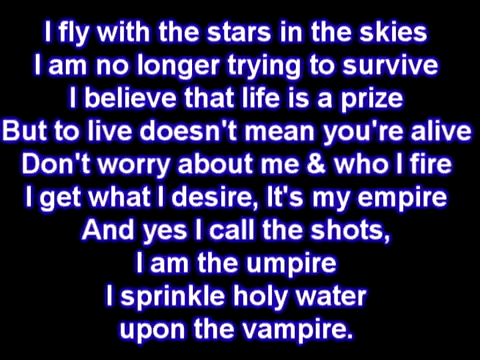 I fly with the stars in the skies
I am no longer trying to survive
I believe that life is a prize
But to live doesn't mean you're alive
Don't worry about me & who I fire
I get what I desire, It's my empire
And yes I call the shots,
I am the umpire
I sprinkle holy water
upon the vampire.